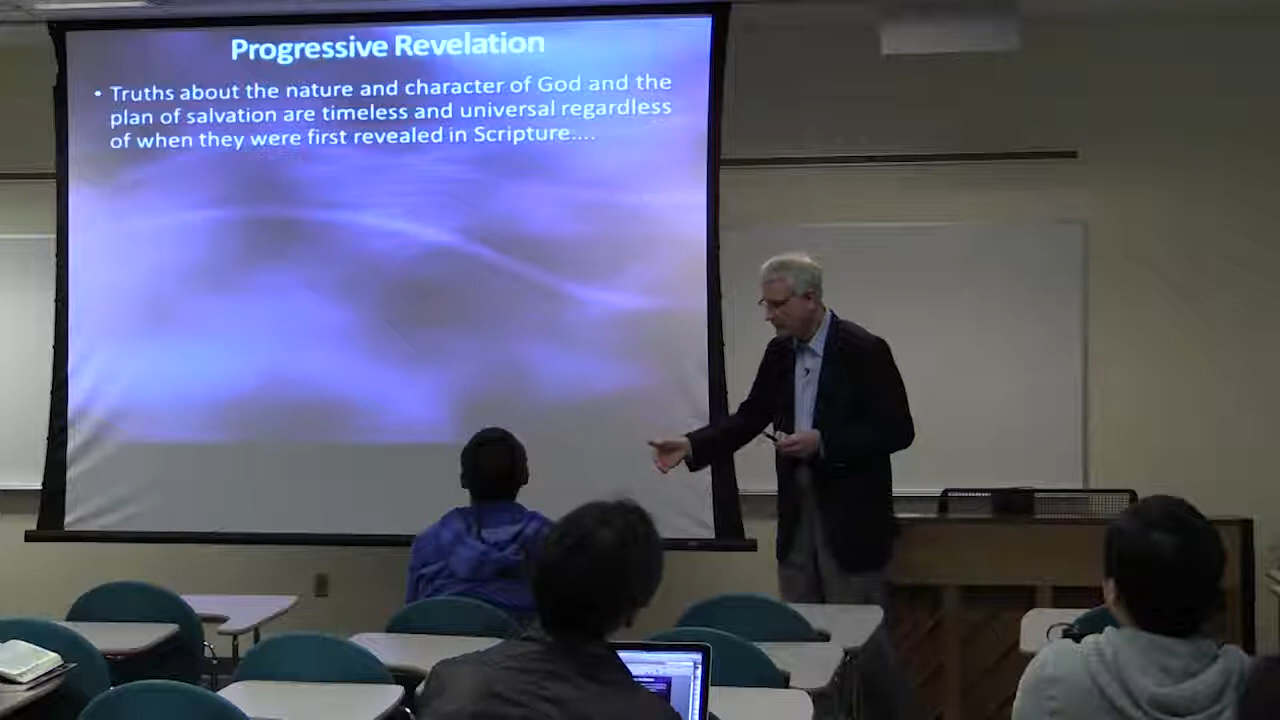 Progressive Revelation
• Truths about the nature and character of God and the
plan of salvation are timeless and universal regardless
of when they were first revealed in Scripture....